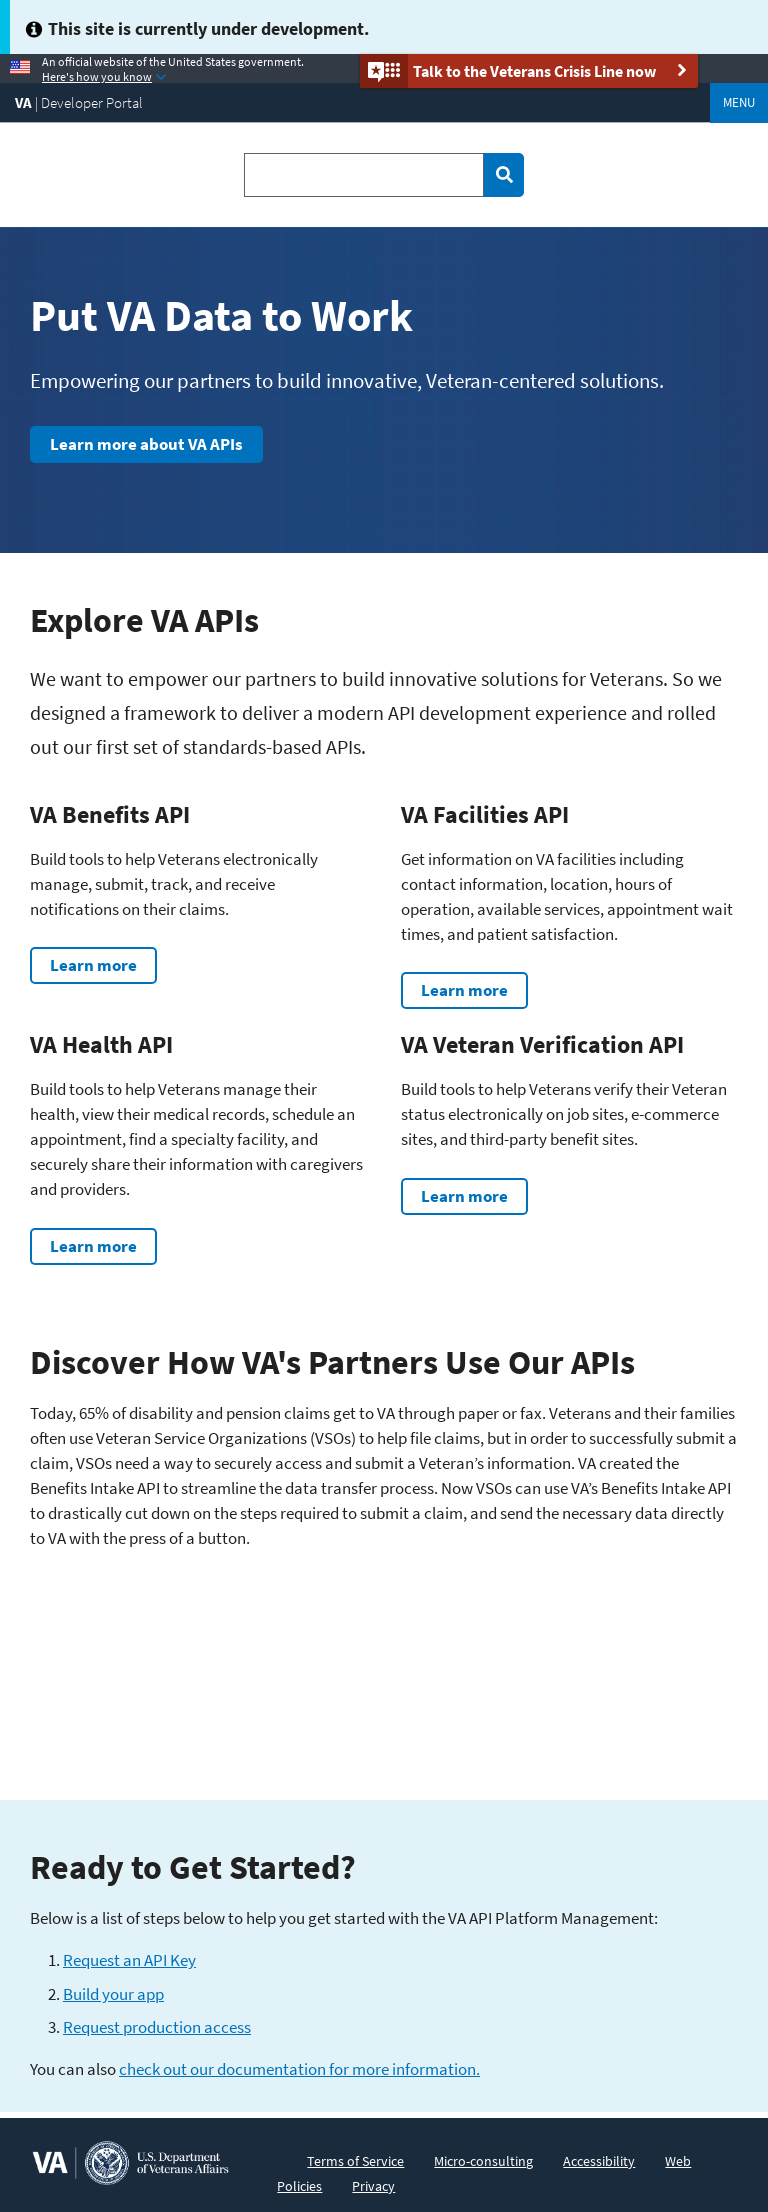 This site is currently under development.
An official website of the United States government.
Here's how you know
Talk to the Veterans Crisis Line now
VA | Developer Portal
MENU
Put VA Data to Work
Empowering our partners to build innovative, Veteran-centered solutions.
Learn more about VA APIs
Explore VA APIs
We want to empower our partners to build innovative solutions for Veterans. So we
designed a framework to deliver a modern API development experience and rolled
out our first set of standards-based APIs.
VA Benefits API
Build tools to help Veterans electronically
manage, submit, track, and receive
notifications on their claims.
Learn more
VA Facilities API
Get information on VA facilities including
contact information, location, hours of
operation, available services, appointment wait
times, and patient satisfaction.
Learn more
VA Health API
Build tools to help Veterans manage their
health, view their medical records, schedule an
appointment, find a specialty facility, and
securely share their information with caregivers
and providers.
Learn more
VA Veteran Verification API
Build tools to help Veterans verify their Veteran
status electronically on job sites, e-commerce
sites, and third-party benefit sites.
Learn more
Discover How VA's Partners Use Our APIs
Today, 65% of disability and pension claims get to VA through paper or fax. Veterans and their families
often use Veteran Service Organizations (VSOs) to help file claims, but in order to successfully submit a
claim, VSOs need a way to securely access and submit a Veteran’s information. VA created the
Benefits Intake API to streamline the data transfer process. Now VSOs can use VA’s Benefits Intake API
to drastically cut down on the steps required to submit a claim, and send the necessary data directly
to VA with the press of a button.
Ready to Get Started?
Below is a list of steps below to help you get started with the VA API Platform Management:
1. Request an API Key
2. Build your app
3. Request production access
You can also check out our documentation for more information.
VA
U.S. Department
of Veterans Affairs
Terms of Service Micro-consulting Accessibility Web
Policies Privacy